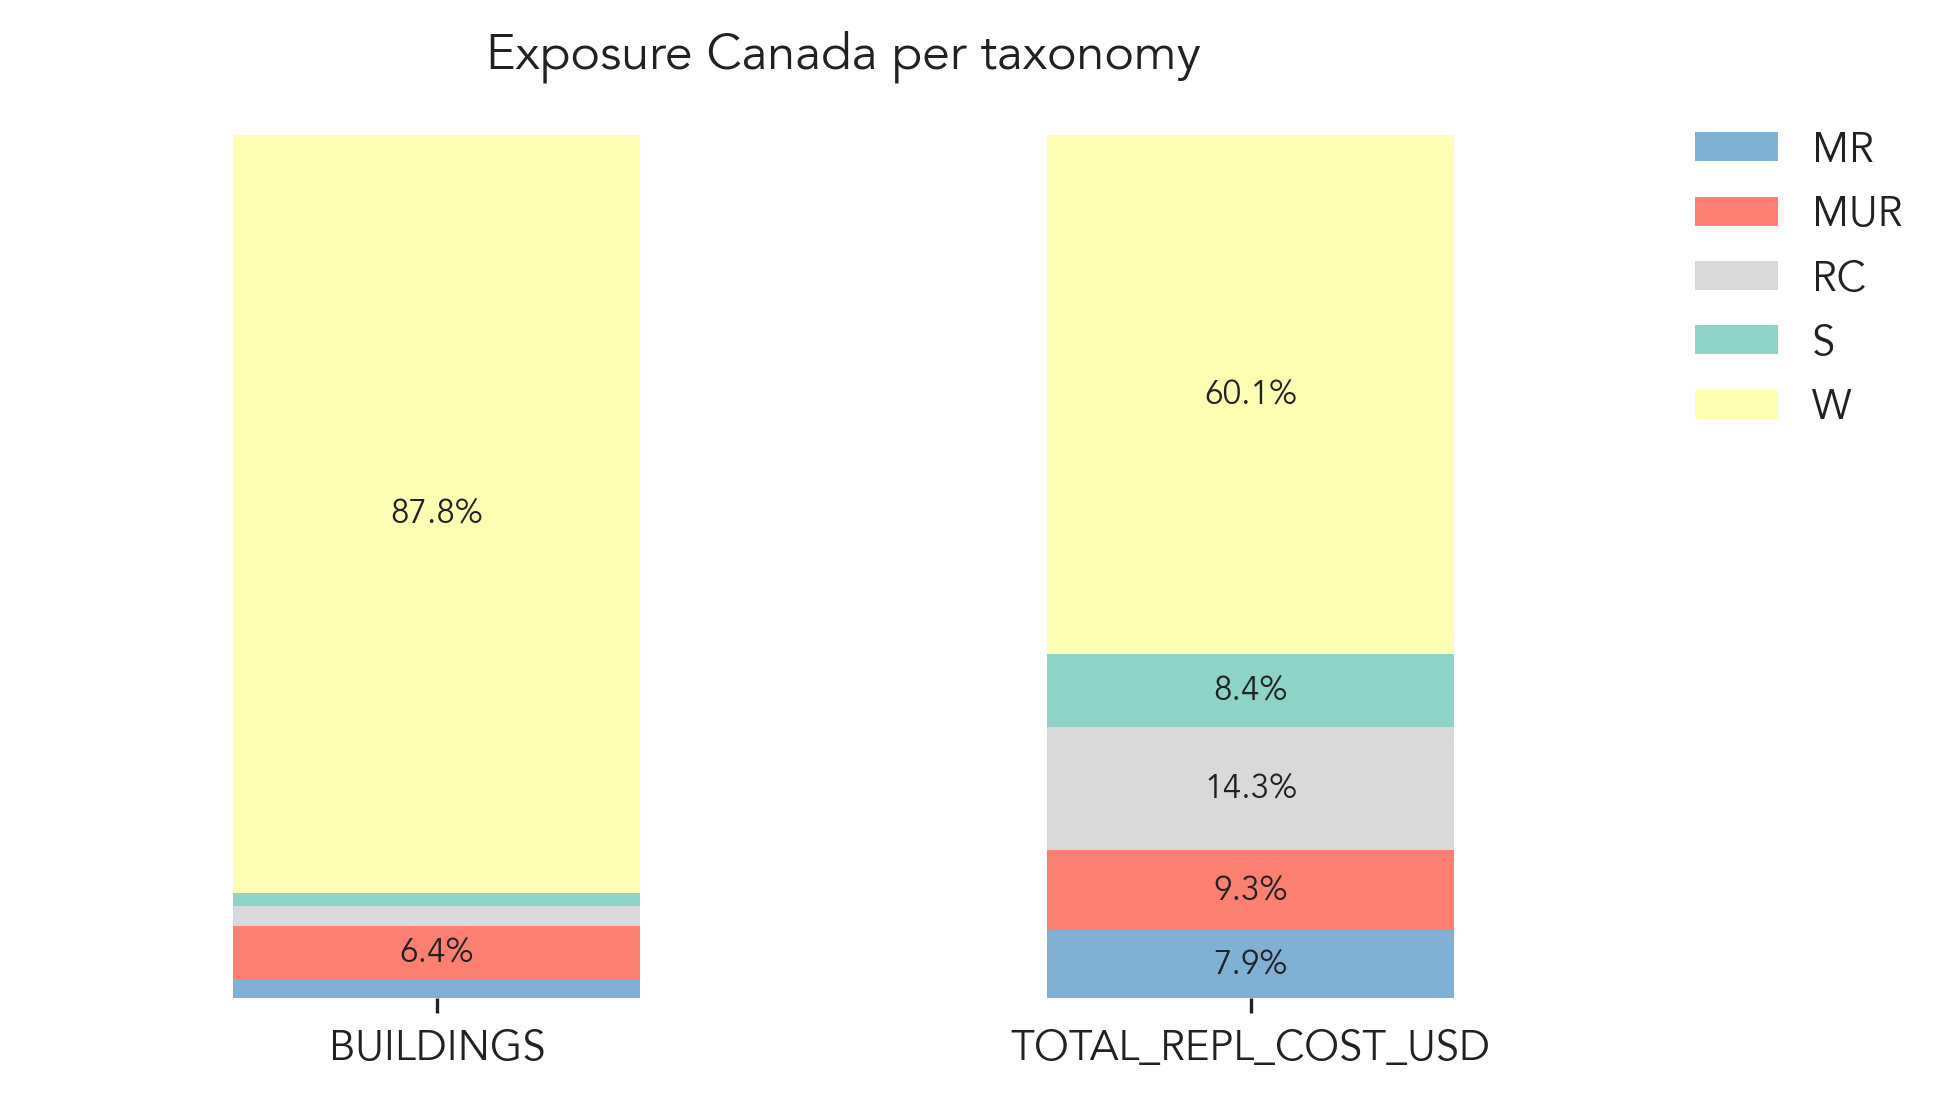 Exposure Canada per taxonomy
MR
MUR
RC
S
W
87.8%
6.4%
60.1%
8.4%
14.3%
9.3%
7.9%
BUILDINGS
TOTAL_REPL_COST_USD